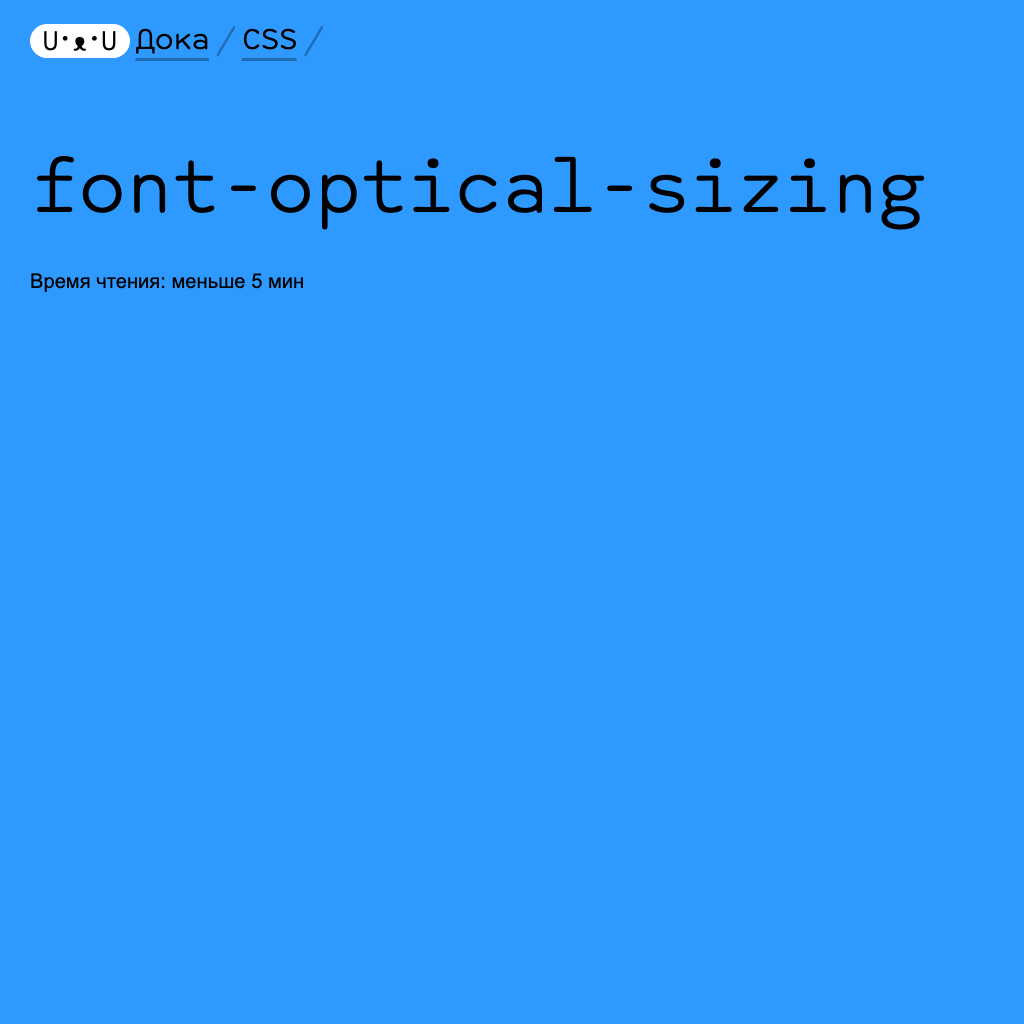 U・ᴥ・U Дока / CSS /
font-optical-sizing
Время чтения: меньше 5 мин